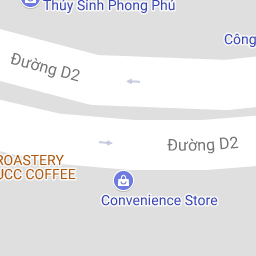 Thủy Sinh Phong Phú
Công
Đường D2
Đường D2
ROASTERY
UCC COFFEE
Convenience Store